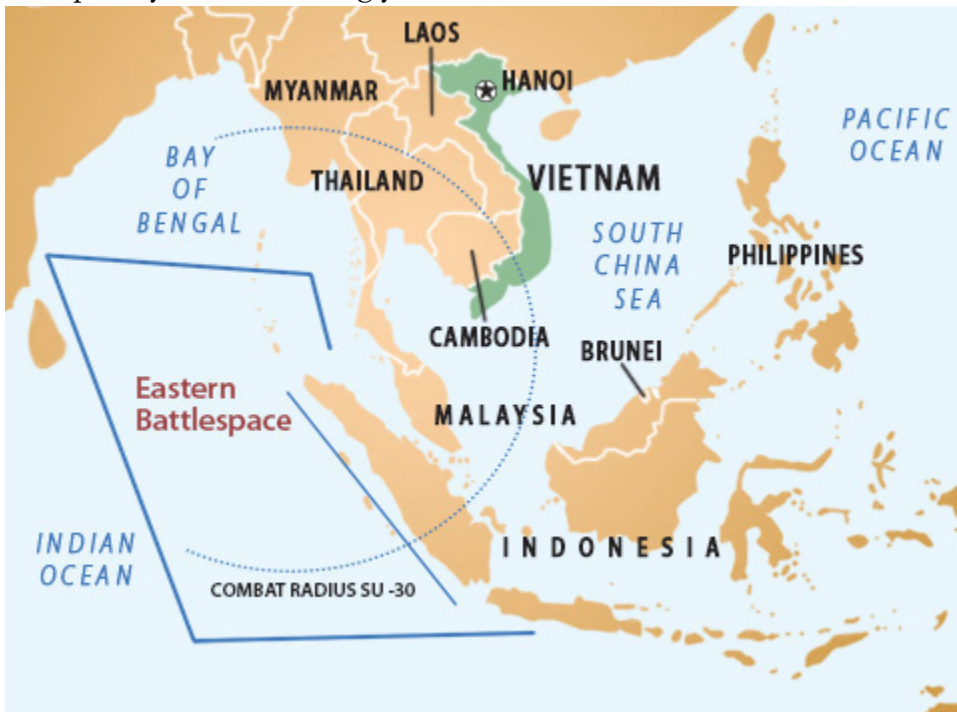 LAOS
HANOI
MYANMAR
PACIFIC
OCEAN
BAY
OF
BENGAL
THAILAND
VIETNAM
SOUTH
CHINA
SEA
PHILIPPINES
CAMBODIA
BRUNEI
Eastern
Battlespace
MALAYSIA
INDIAN
OCEAN
INDONESIA
COMBAT RADIUS SU -30